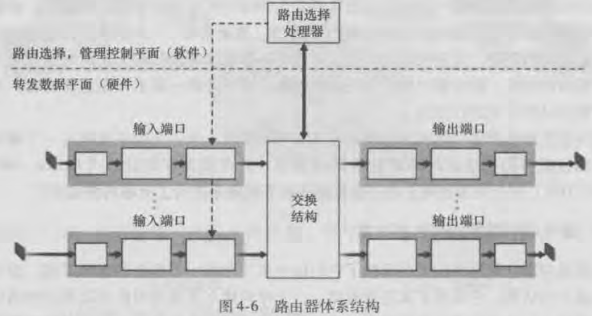 路由选择
处理器
路由选择，管理控制平面（软件）
转发数据平面（硬件）
输入端口
输出端口
交换
结构
输入端口
输出端口
图4-6 路由器体系结构